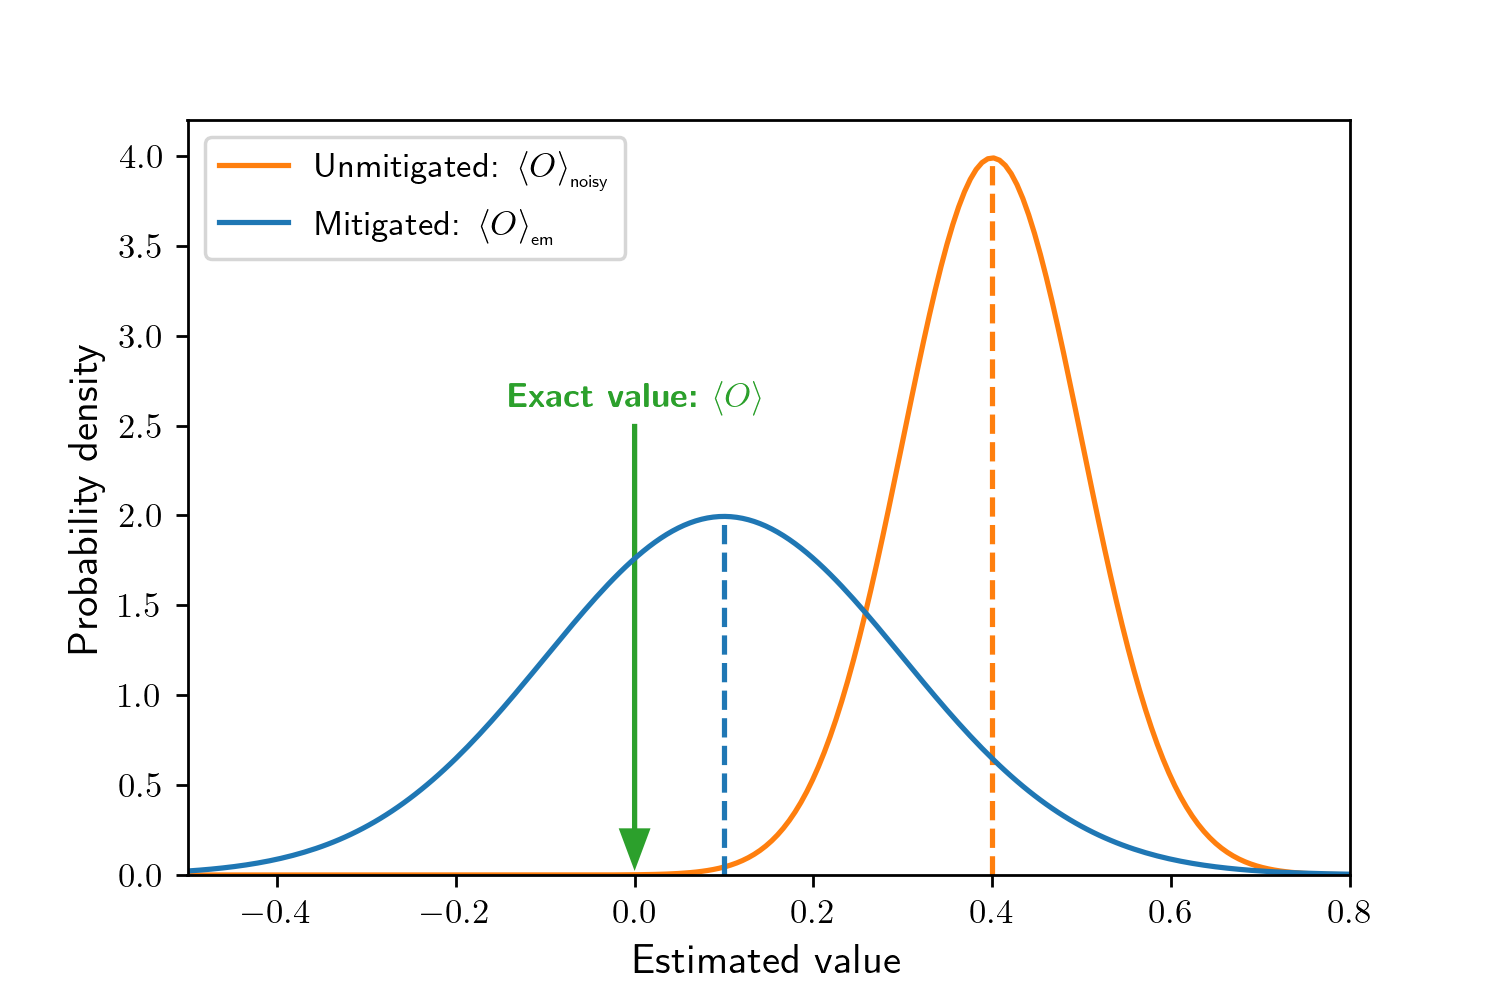 Unmitigated: ⟨O⟩noisy
Mitigated: ⟨O⟩em
Exact value: ⟨O⟩
Probability density
4.0
3.5
3.0
2.5
2.0
1.5
1.0
0.5
0.0
−0.4 −0.2 0.0 0.2 0.4 0.6 0.8
Estimated value